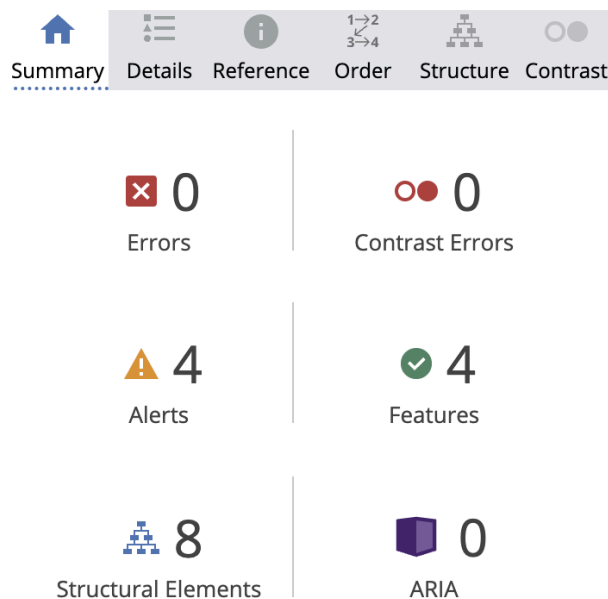 1→2
3→4
Summary Details Reference Order Structure Contrast
0 0
Errors Contrast Errors
4 4
Alerts Features
8 0
Structural Elements ARIA